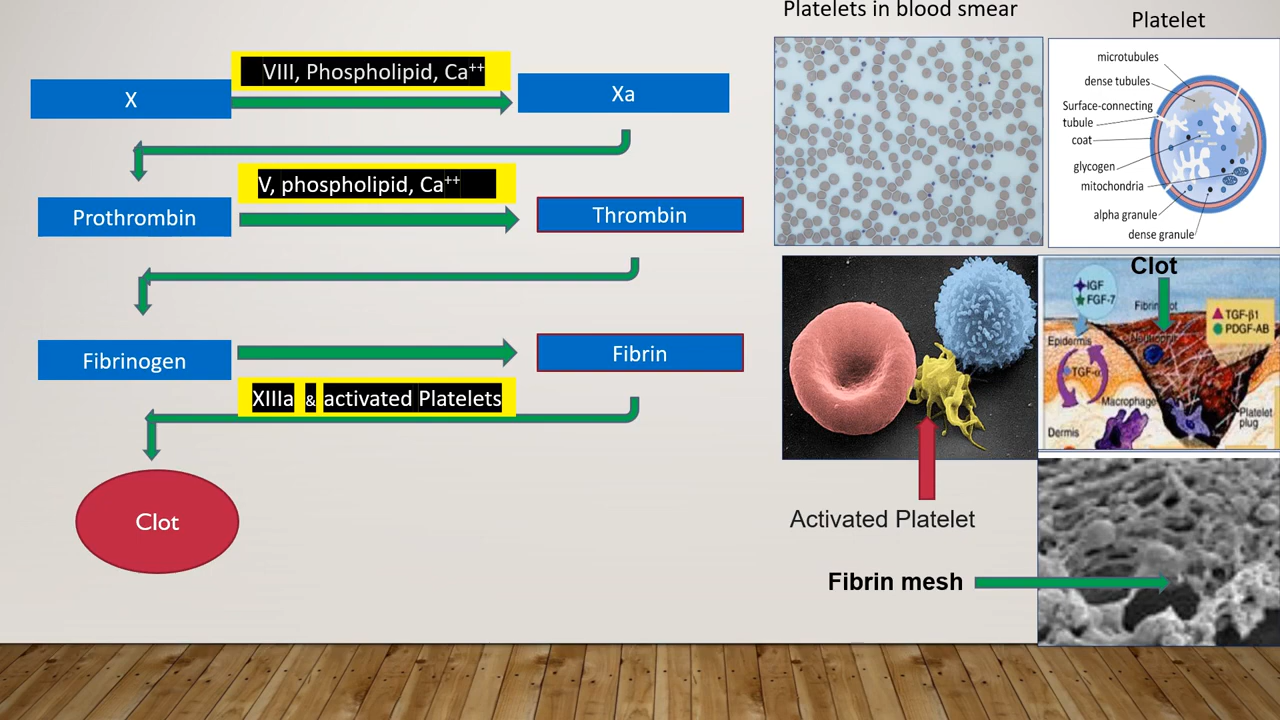 Platelets in blood smear
Platelet
VIII, Phospholipid, Ca++
X
Xa
V, phospholipid, Ca++
Prothrombin
Thrombin
Fibrinogen
Fibrin
XIIIa & activated Platelets
Clot
microtubules
dense tubules
Surface-connecting
tubule
coat
glycogen
mitochondria
alpha granule
dense granule
Clot
IGF
FGF-7
TGF-β1
PDGF-AB
Epidermis
Neutrophil
TGF-α
Macrophage
Platelet
plug
Dermis
Activated Platelet
Fibrin mesh